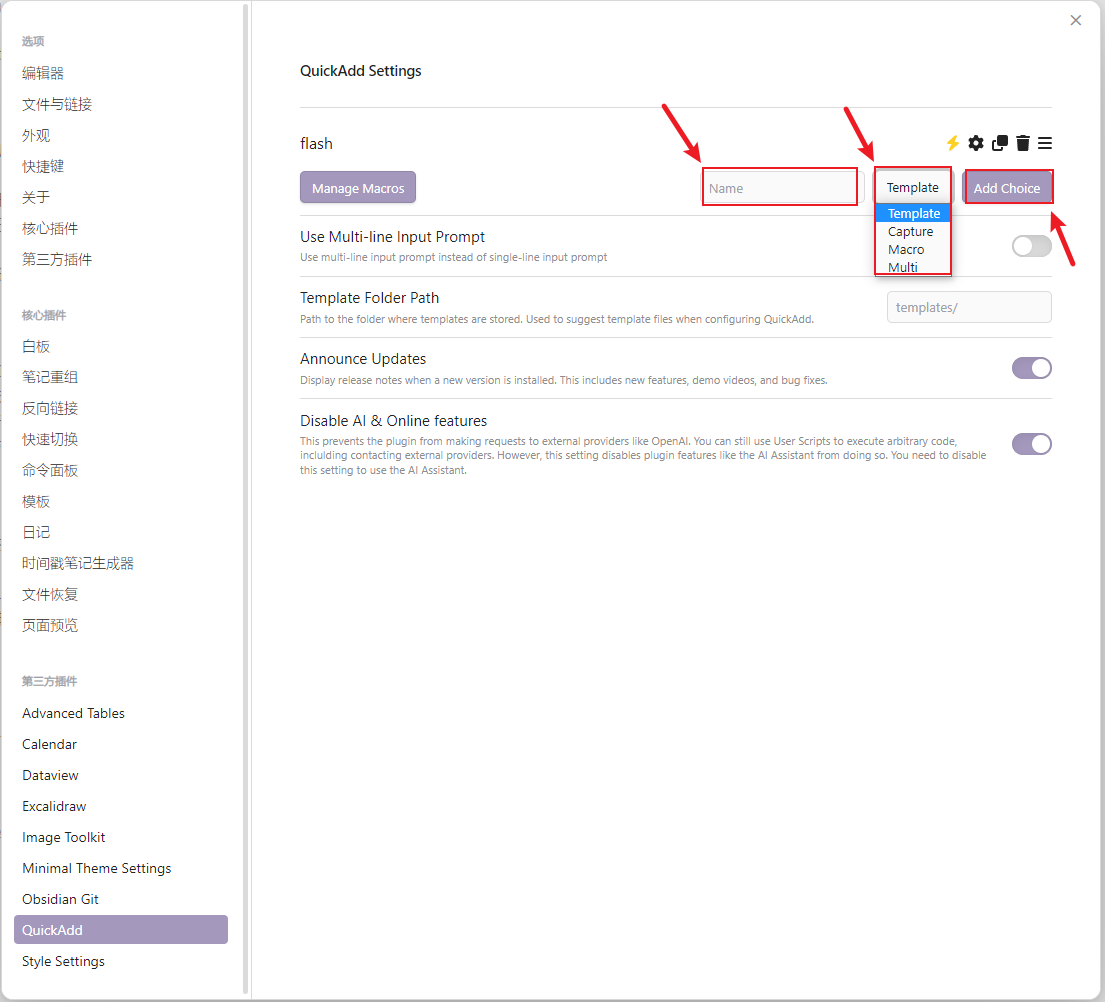 选项
编辑器
文件与链接
外观
快捷键
关于
核心插件
第三方插件
核心插件
白板
笔记重组
反向链接
快速切换
命令面板
模板
日记
时间戳笔记生成器
文件恢复
页面预览
第三方插件
Advanced Tables
Calendar
Dataview
Excalidraw
Image Toolkit
Minimal Theme Settings
Obsidian Git
QuickAdd
Style Settings
QuickAdd Settings
flash
Manage Macros
Name
Template
Add Choice
Template
Capture
Macro
Multi
Use Multi-line Input Prompt
Use multi-line input prompt instead of single-line input prompt
Template Folder Path
Path to the folder where templates are stored. Used to suggest template files when configuring QuickAdd.
templates/
Announce Updates
Display release notes when a new version is installed. This includes new features, demo videos, and bug fixes.
Disable AI & Online features
This prevents the plugin from making requests to external providers like OpenAI. You can still use User Scripts to execute arbitrary code,
inclulding contacting external providers. However, this setting disables plugin features like the AI Assistant from doing so. You need to disable
this setting to use the AI Assistant.